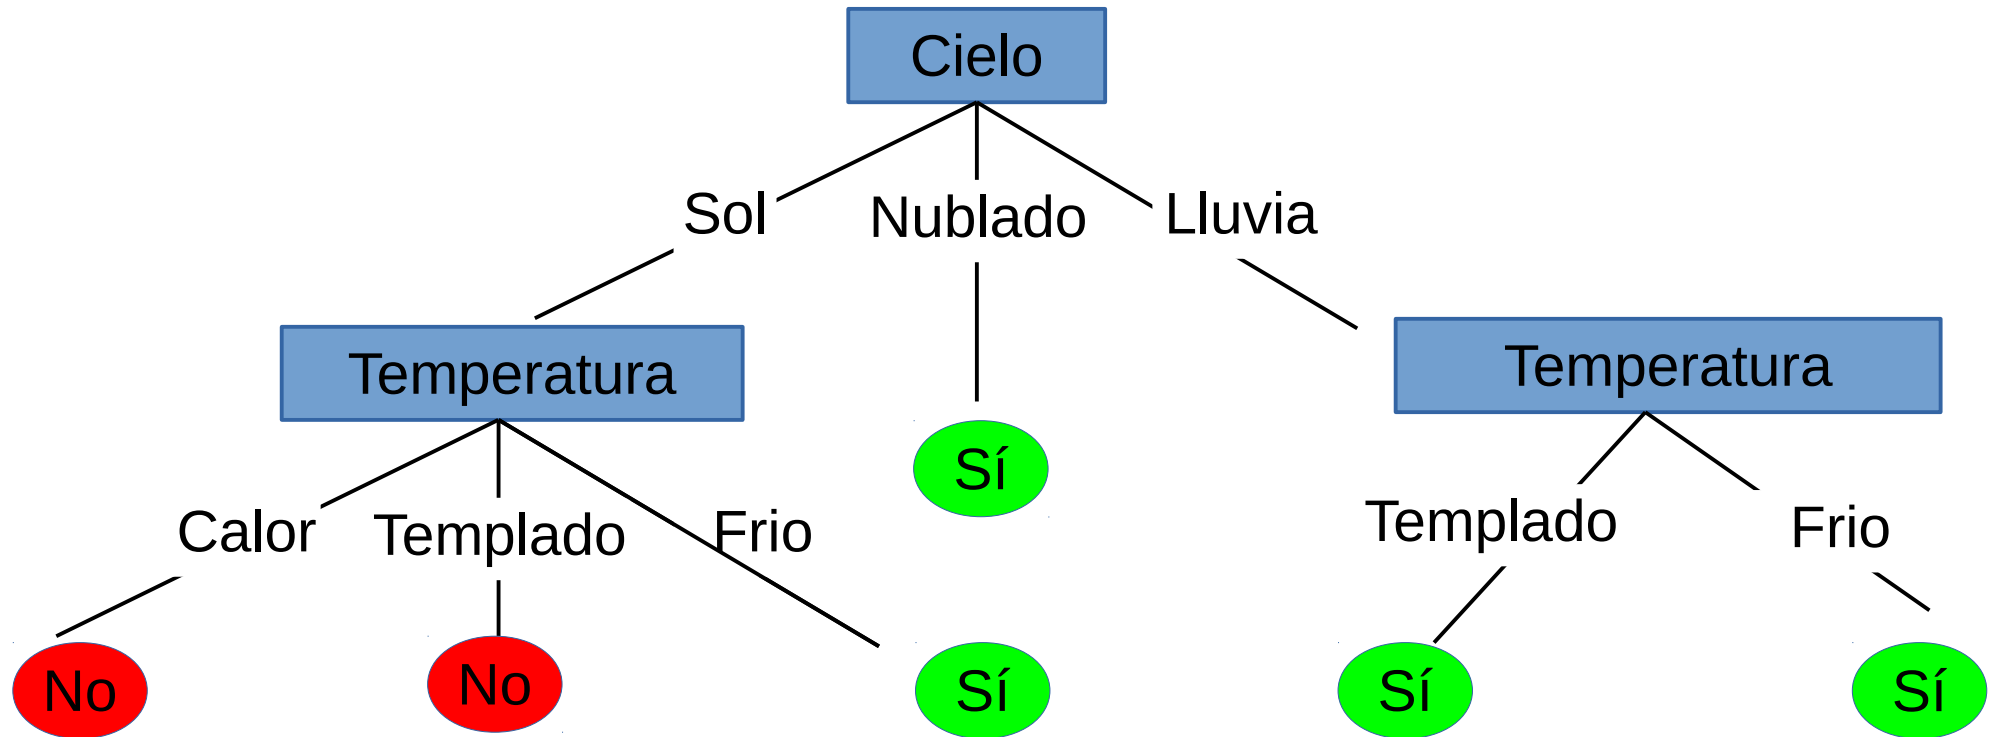 Cielo
Sol
Nublado
Lluvia
Temperatura
Temperatura
Calor
Templado
Frio
Sí
Templado
Frio
No
No
Sí
Sí
Sí